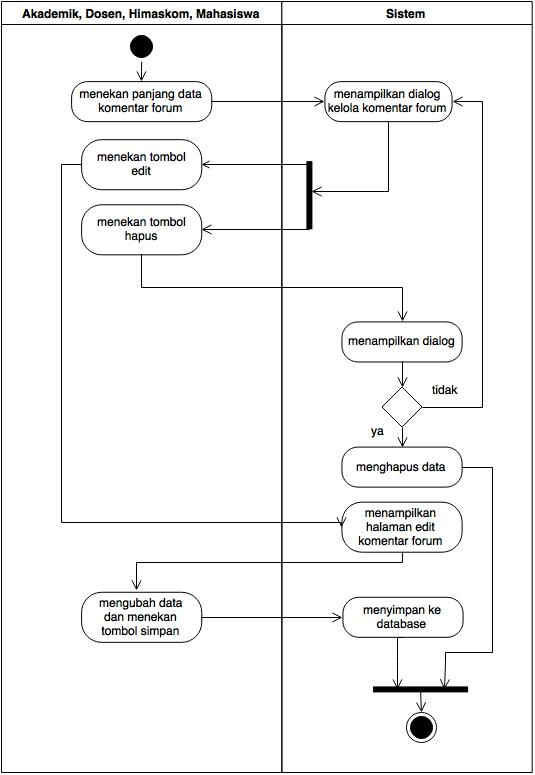 Akademik, Dosen, Himaskom, Mahasiswa
Sistem
menekan panjang data
komentar forum
menampilkan dialog
kelola komentar forum
menekan tombol
edit
menekan tombol
hapus
menampilkan dialog
tidak
ya
menghapus data
menampilkan
halaman edit
komentar forum
mengubah data
dan menekan
tombol simpan
menyimpan ke
database